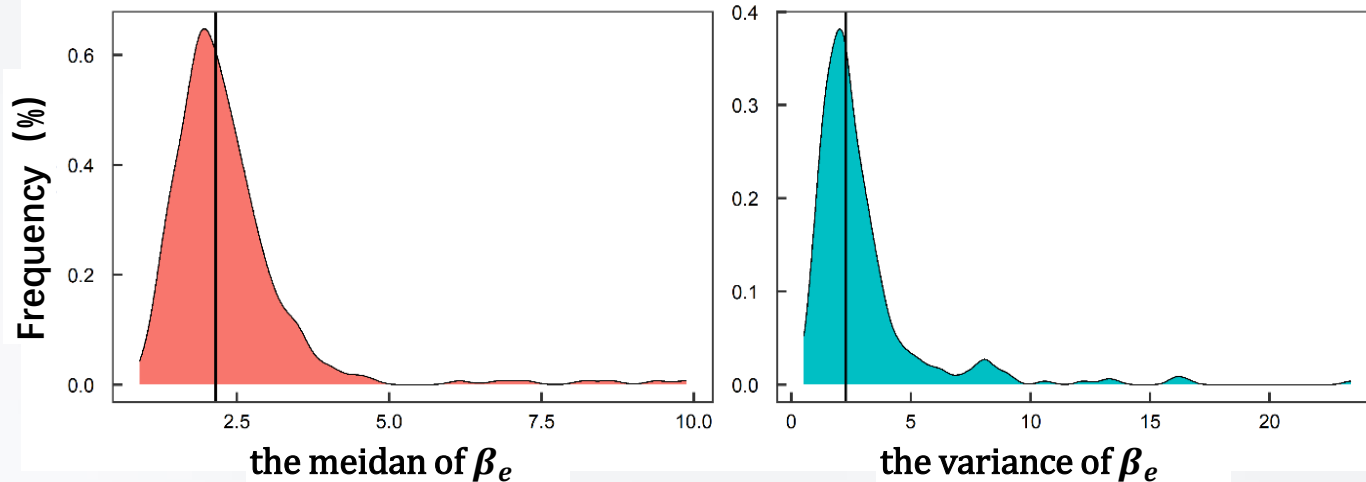 Frequency (%)
0.6
0.4
0.2
0.0
2.5 5.0 7.5 10.0
the meidan of βe
0.4
0.3
0.2
0.1
0.0
0 5 10 15 20
the variance of βe